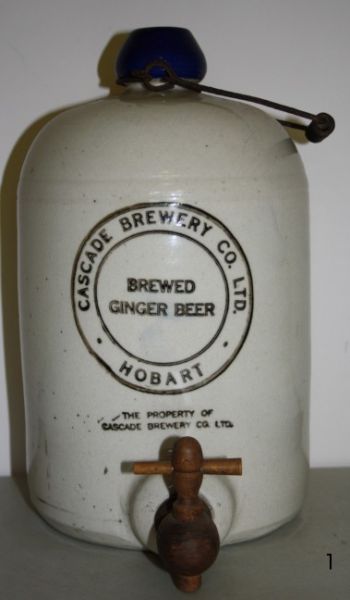 CASCADE BREWERY CO. LTD.
BREWED
GINGER BEER
• HOBART •
THE PROPERTY OF
CASCADE BREWERY CO. LTD.
1